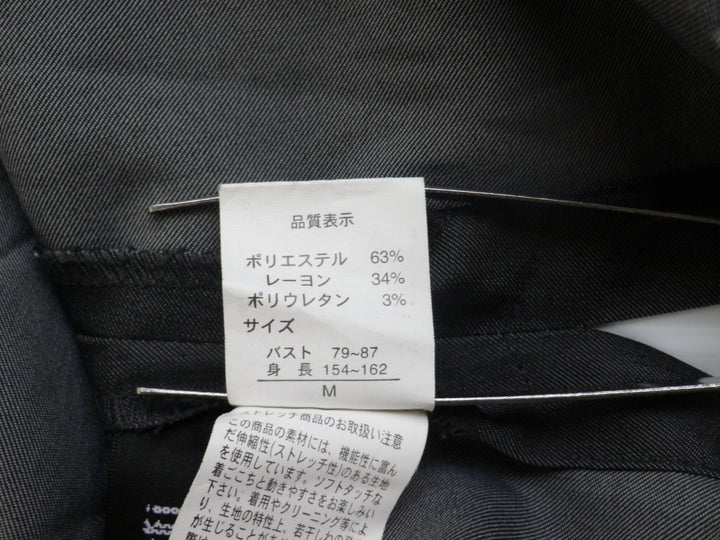 品質表示
ポリエステル 63%
レーヨン 34%
ポリウレタン 3%
サイズ
バスト 79~87
身長 154~162
M
ストレッチ商品のお取扱い注意
この商品の素材には、機能性に富ん
だ伸縮性(ストレッチ性)のある生地
を使用しています。ソフトタッチな
着ごこちと動きやすさをお楽しみい
下さい。着用やクリーニング等によ
り、生地の特性上、若干しわの
が生じることが